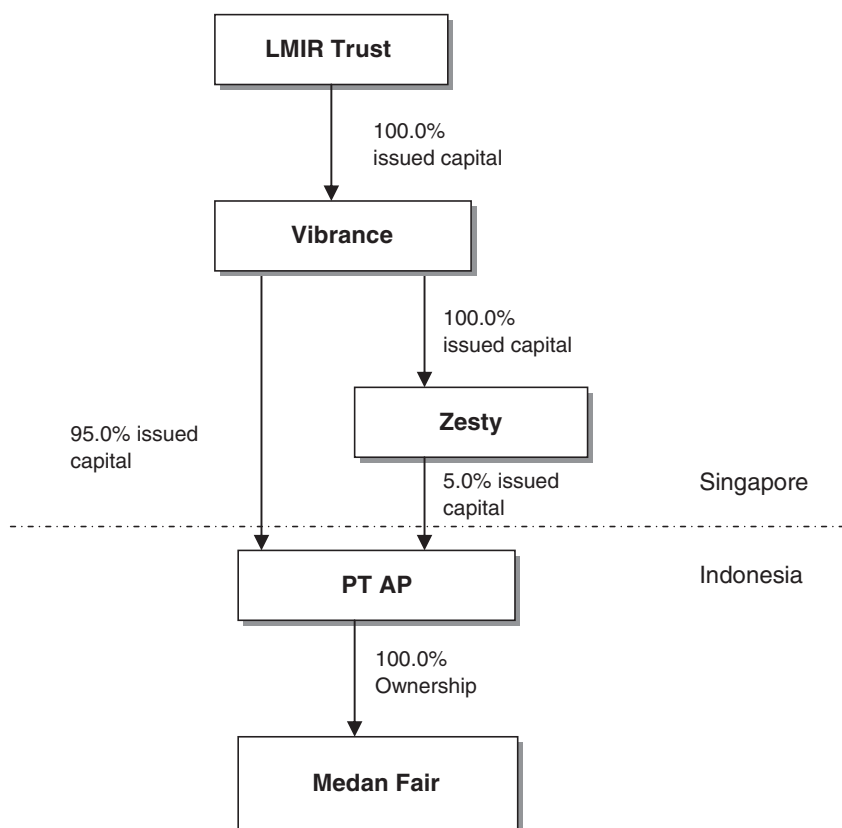 LMIR Trust
100.0%
issued capital
Vibrance
100.0%
issued capital
95.0% issued
capital
Zesty
5.0% issued
capital
Singapore
Indonesia
PT AP
100.0%
Ownership
Medan Fair